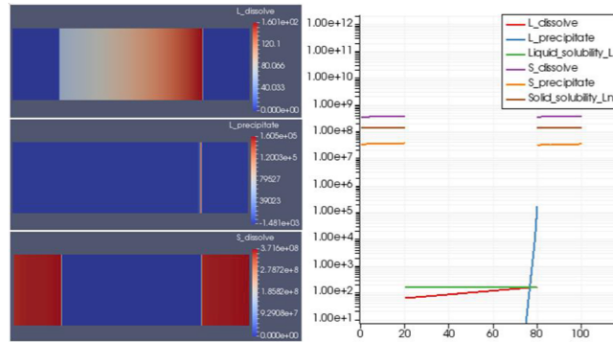 L_dissolve
1.601e+02
120.1
80.066
40.033
0.000e+00
L_precipitate
1.605e+05
1.2003e+5
79527
39023
-1.481e+03
S_dissolve
3.716e+08
2.7872e+8
1.8582e+8
9.2908e+7
0.000e+00
1.00e+12
1.00e+11
1.00e+10
1.00e+9
1.00e+8
1.00e+7
1.00e+6
1.00e+5
1.00e+4
1.00e+3
1.00e+2
1.00e+1
0 20 40 60 80 100
L_dissolve
L_precipitate
Liquid_solubility_L
S_dissolve
S_precipitate
Solid_solubility_Ln